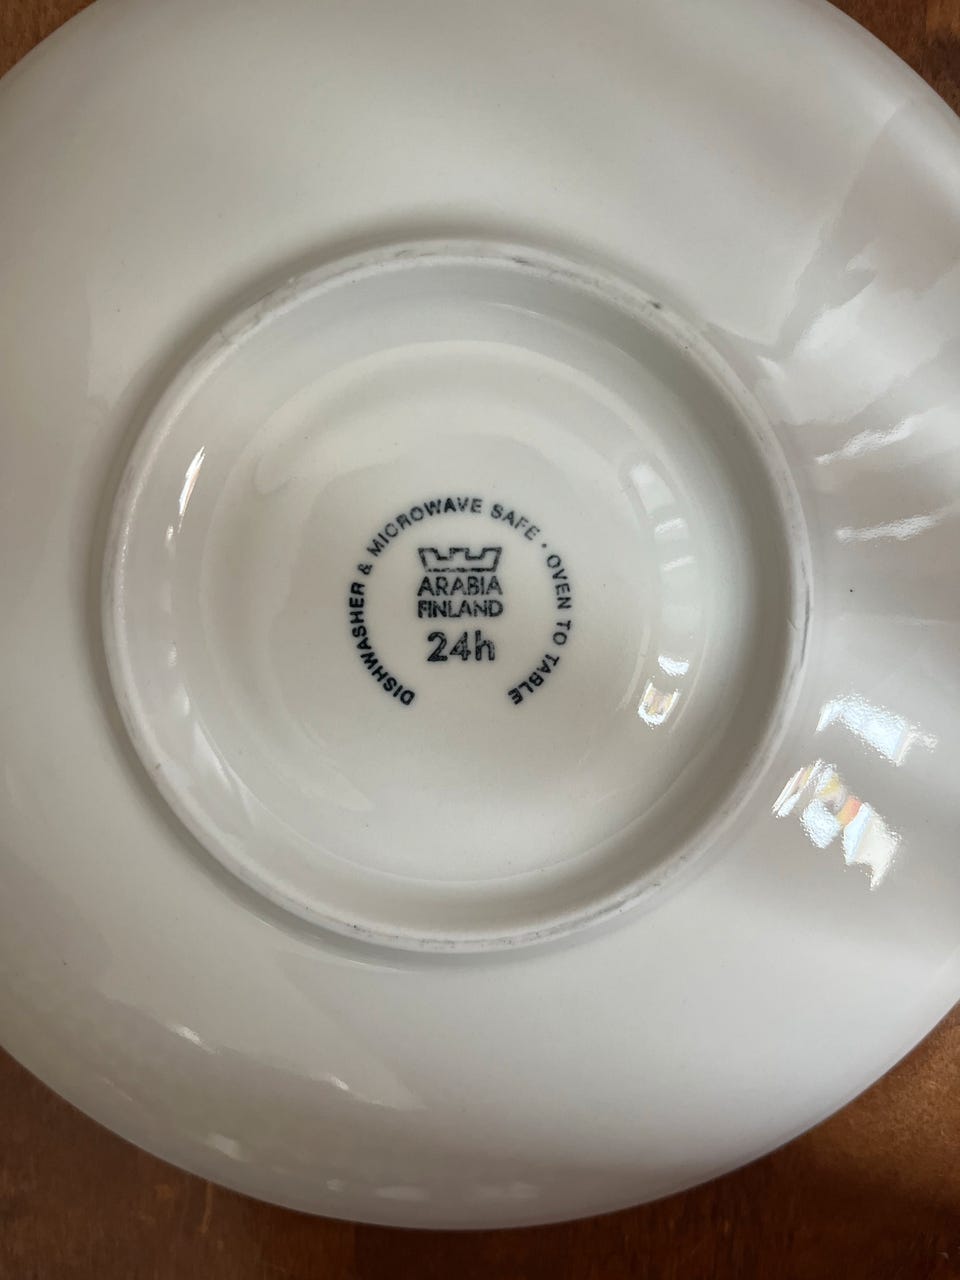 DISHWASHER & MICROWAVE SAFE · OVEN TO TABLE
ARABIA
FINLAND
24h